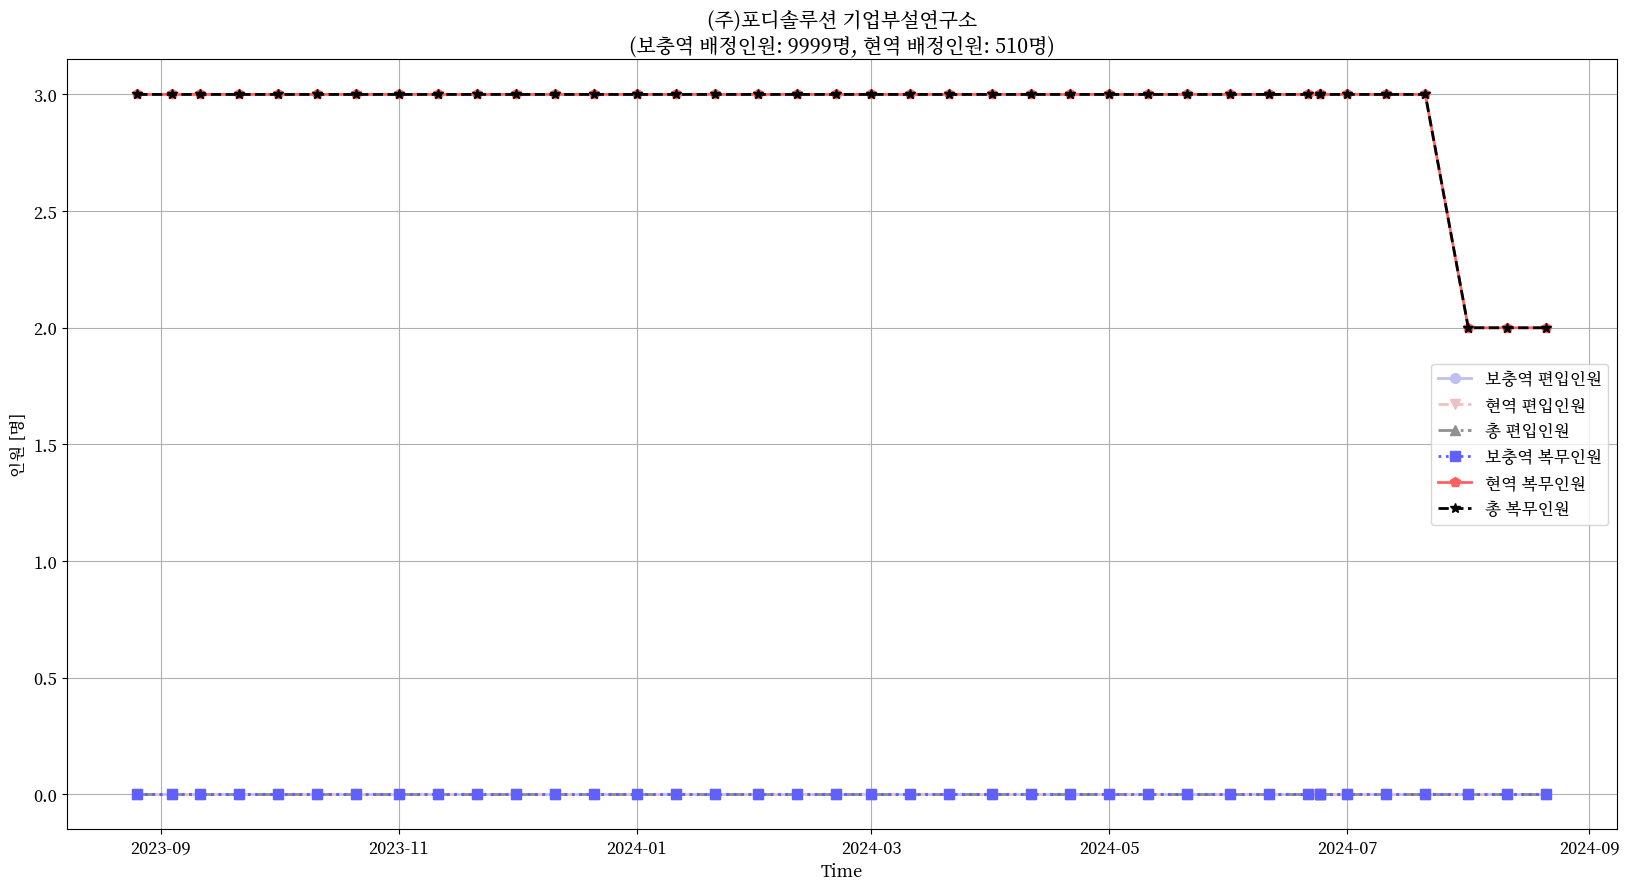 (주)포디솔루션 기업부설연구소
(보충역 배정인원: 9999명, 현역 배정인원: 510명)
3.0
2.5
2.0
1.5
1.0
0.5
0.0
인원 [명]
보충역 편입인원
현역 편입인원
총 편입인원
보충역 복무인원
현역 복무인원
총 복무인원
2023-09
2023-11
2024-01
2024-03
2024-05
2024-07
2024-09
Time